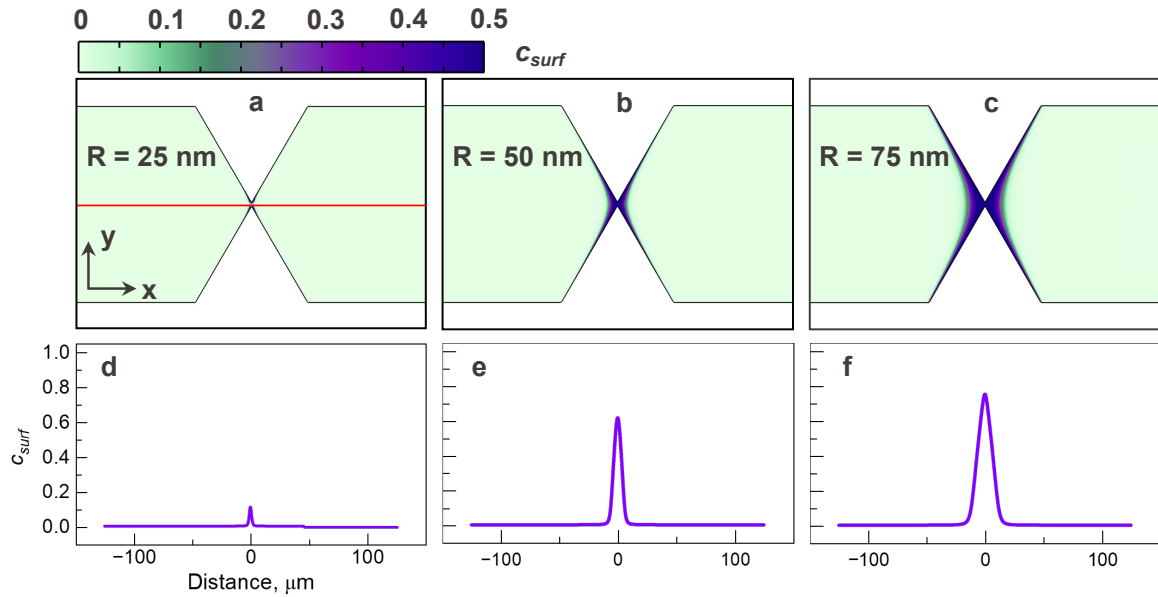 0 0.1 0.2 0.3 0.4 0.5
c_surf
a b c
R = 25 nm R = 50 nm R = 75 nm
y
x
d e f
1.0
0.8
0.6
0.4
0.2
0.0
c_surf
−100 0 100 −100 0 100 −100 0 100
Distance, μm